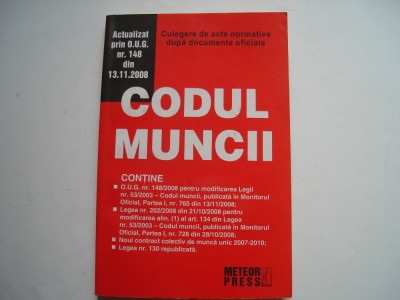 Actualizat
prin O.U.G.
nr. 148
din
13.11.2008
Culegere de acte normative
după documente oficiale
CODUL
MUNCII
CONȚINE
O.U.G. nr. 148/2008 pentru modificarea Legii
nr. 53/2003 – Codul muncii, publicată în Monitorul
Oficial, Partea I, nr. 765 din 13/11/2008;
Legea nr. 202/2008 din 21/10/2008 pentru
modificarea alin. (1) al art. 134 din Legea
nr. 53/2003 – Codul muncii, publicată în Monitorul
Oficial, Partea I, nr. 728 din 28/10/2008;
Noul contract colectiv de muncă unic 2007-2010;
Legea nr. 130 republicată.
METEOR
PRESS